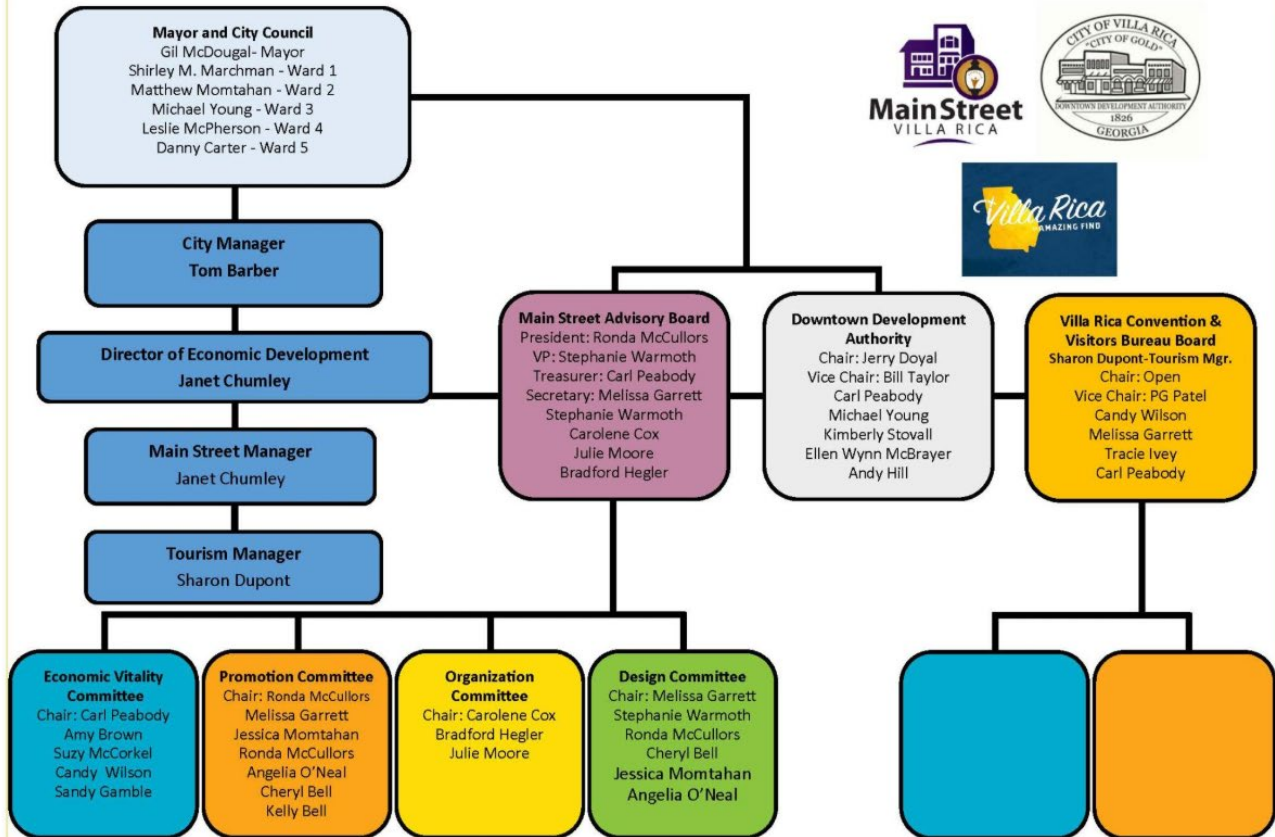 Mayor and City Council
Gil McDougal- Mayor
Shirley M. Marchman - Ward 1
Matthew Momtahan - Ward 2
Michael Young - Ward 3
Leslie McPherson - Ward 4
Danny Carter - Ward 5
Main Street
VILLA RICA
CITY OF VILLA RICA
"CITY OF GOLD"
DOWNTOWN DEVELOPMENT AUTHORITY
1826
GEORGIA
Villa Rica
AMAZING FIND
City Manager
Tom Barber
Director of Economic Development
Janet Chumley
Main Street Manager
Janet Chumley
Tourism Manager
Sharon Dupont
Main Street Advisory Board
President: Ronda McCullors
VP: Stephanie Warmoth
Treasurer: Carl Peabody
Secretary: Melissa Garrett
Stephanie Warmoth
Carolene Cox
Julie Moore
Bradford Hegler
Downtown Development
Authority
Chair: Jerry Doyal
Vice Chair: Bill Taylor
Carl Peabody
Michael Young
Kimberly Stovall
Ellen Wynn McBrayer
Andy Hill
Villa Rica Convention &
Visitors Bureau Board
Sharon Dupont-Tourism Mgr.
Chair: Open
Vice Chair: PG Patel
Candy Wilson
Melissa Garrett
Tracie Ivey
Carl Peabody
Economic Vitality
Committee
Chair: Carl Peabody
Amy Brown
Suzy McCorkel
Candy Wilson
Sandy Gamble
Promotion Committee
Chair: Ronda McCullors
Melissa Garrett
Jessica Momtahan
Ronda McCullors
Angelia O'Neal
Cheryl Bell
Kelly Bell
Organization
Committee
Chair: Carolene Cox
Bradford Hegler
Julie Moore
Design Committee
Chair: Melissa Garrett
Stephanie Warmoth
Ronda McCullors
Cheryl Bell
Jessica Momtahan
Angelia O'Neal